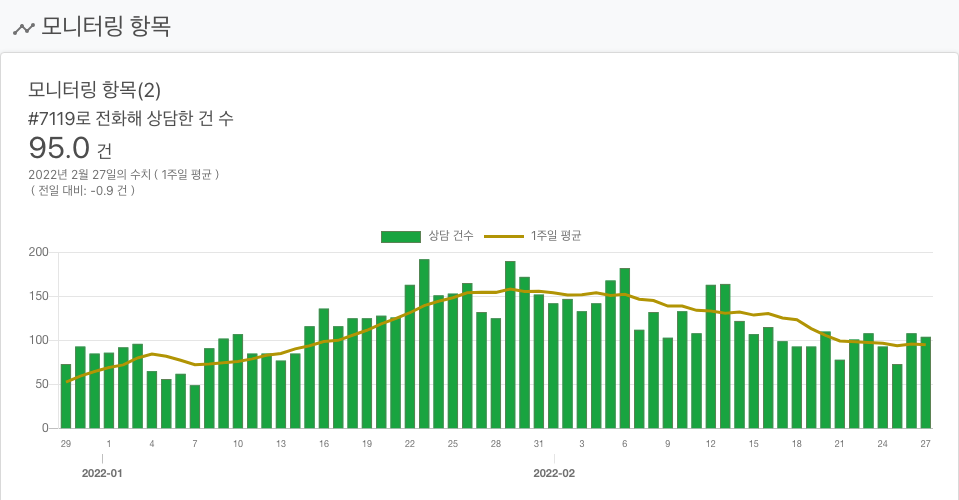 모니터링 항목
모니터링 항목(2)
#7119로 전화해 상담한 건 수
95.0 건
2022년 2월 27일의 수치 ( 1주일 평균 )
( 전일 대비: -0.9 건 )
상담 건수 1주일 평균
200
150
100
50
0
29 1 4 7 10 13 16 19 22 25 28 31 3 6 9 12 15 18 21 24 27
2022-01 2022-02